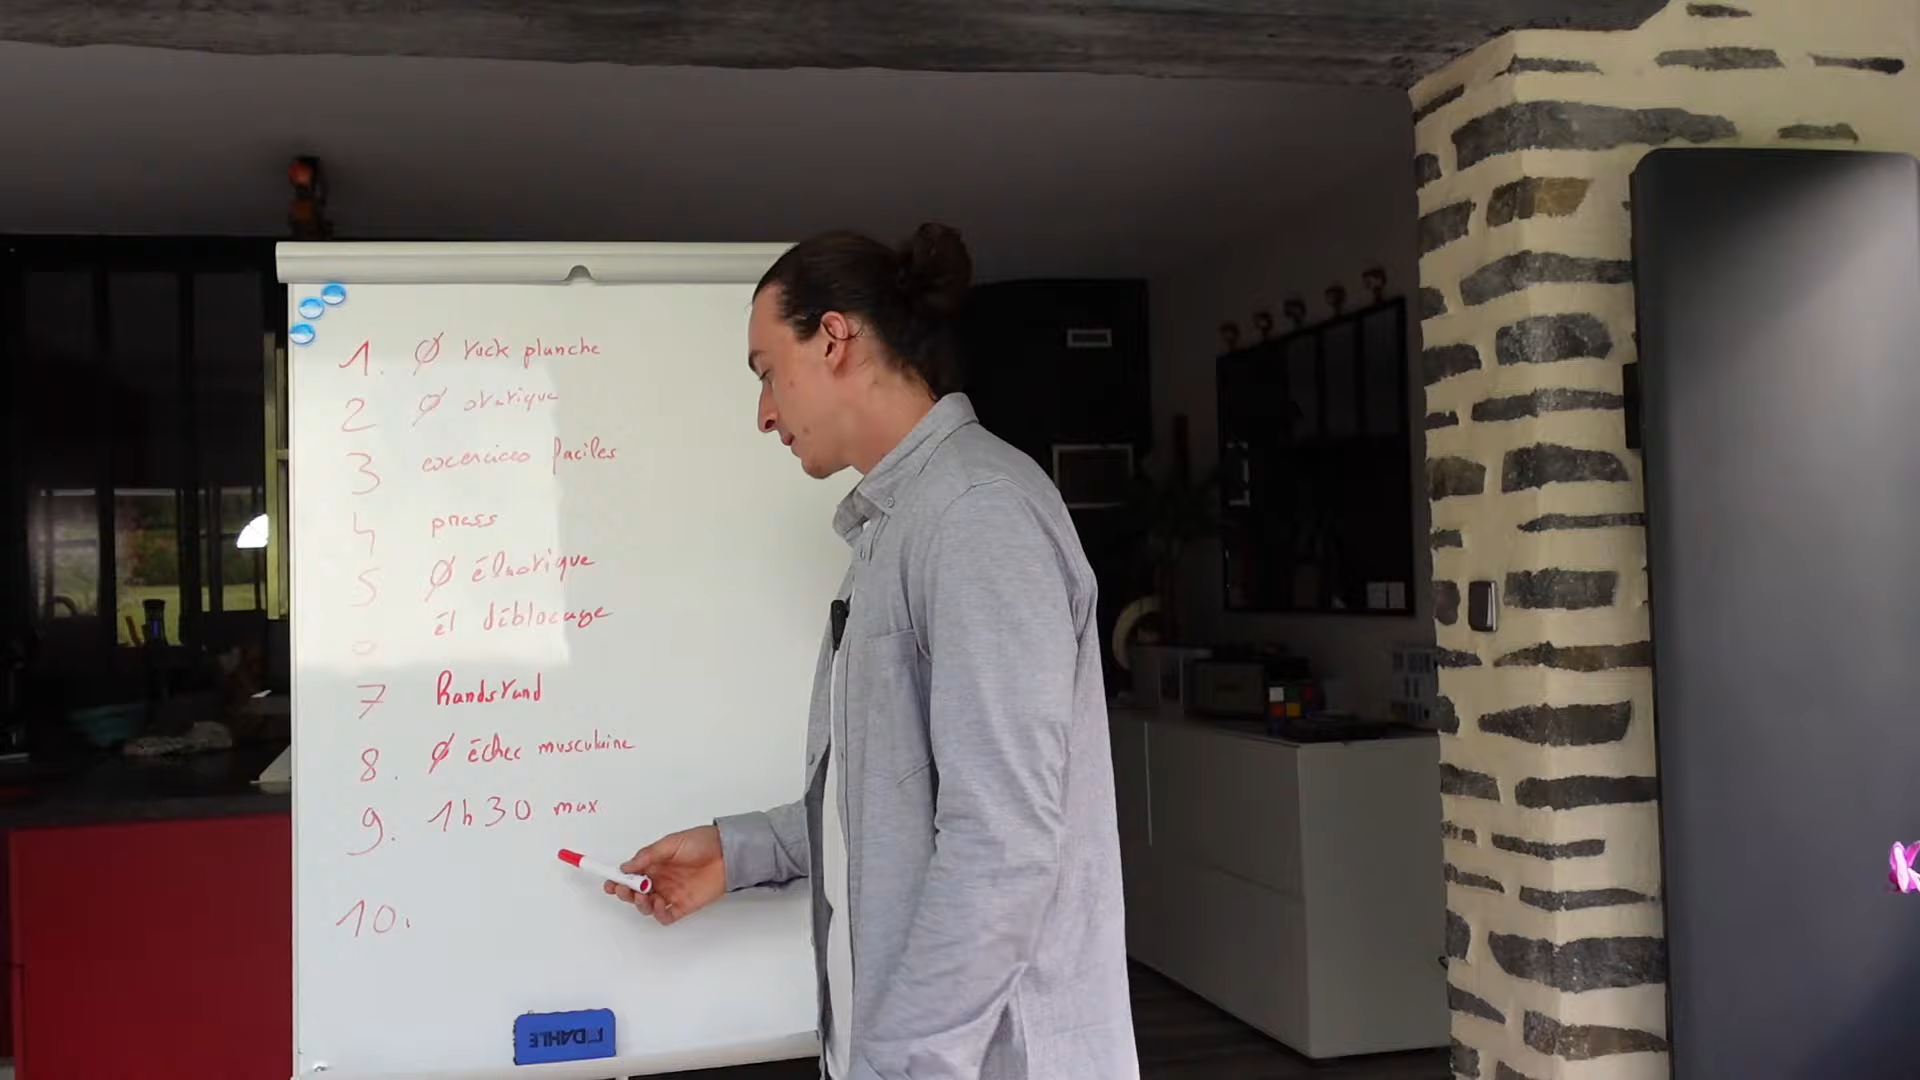 1. Ø tuck planche
2 Ø statique
3 exercices faciles
4 press
5 Ø élastique
él déblocage
7 handstand
8. Ø échec musculaire
9. 1h30 max
10.
DAHLE